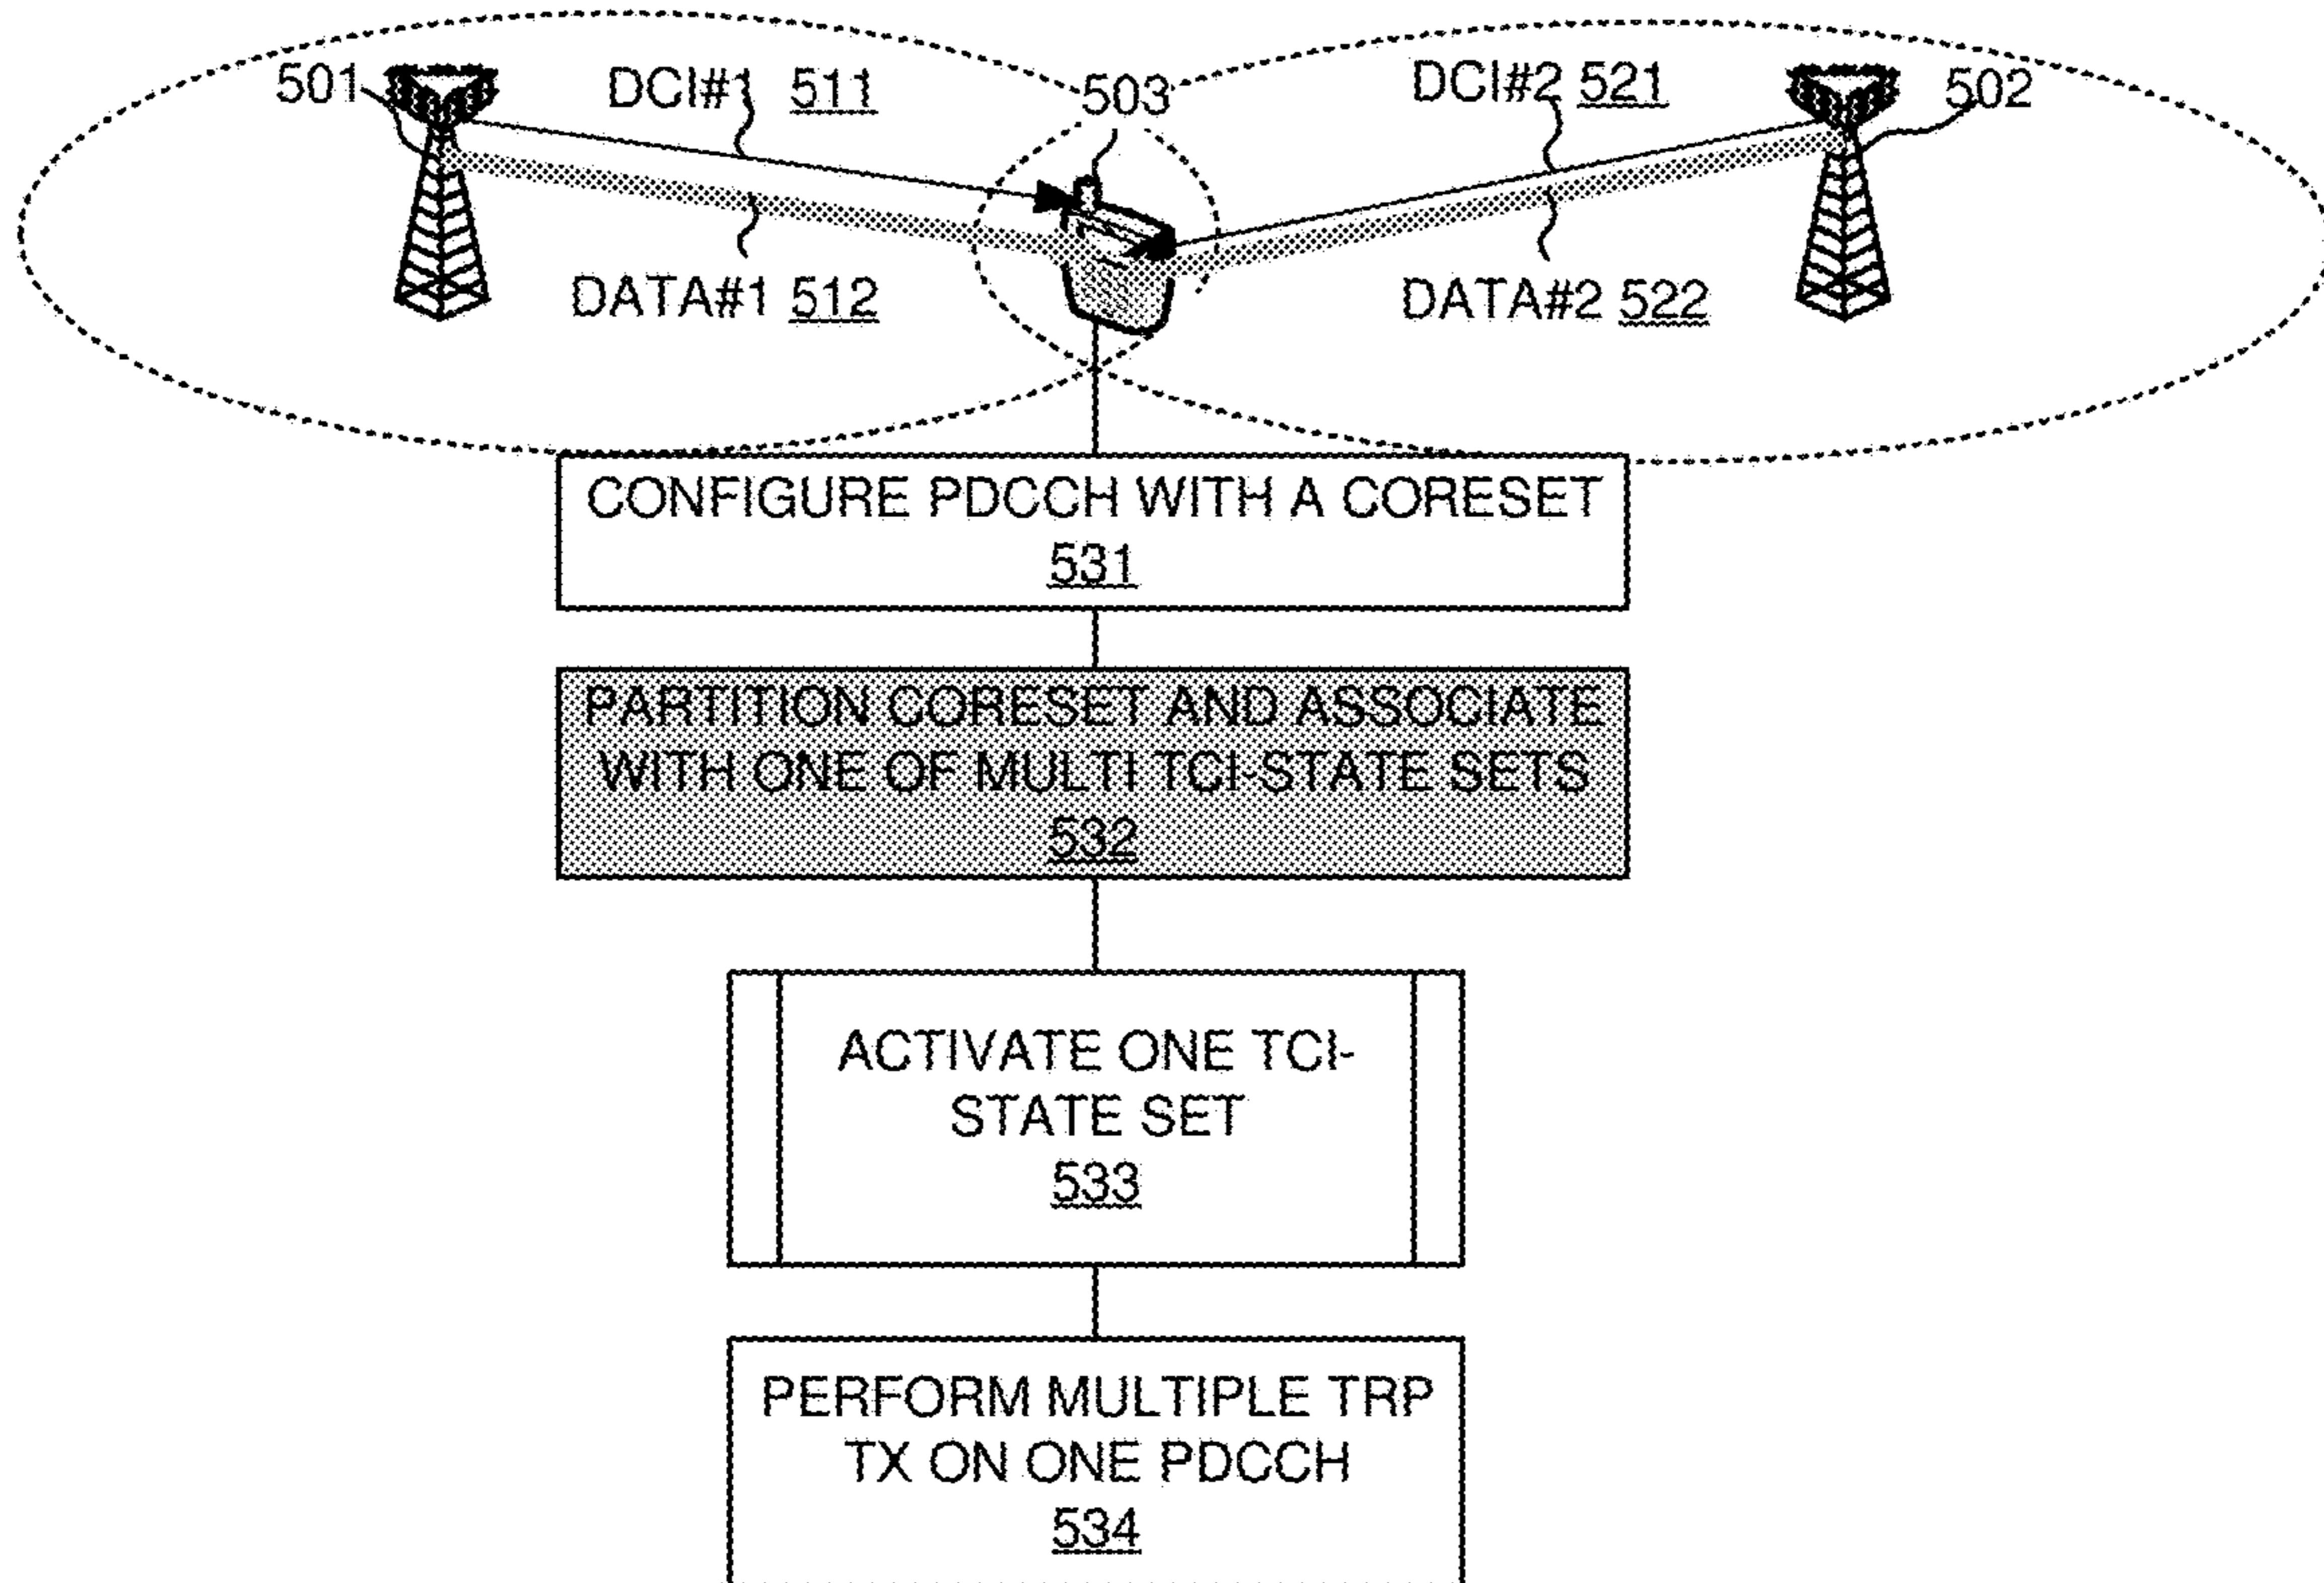 501
DCI#1 511
503
DCI#2 521
502
DATA#1 512
DATA#2 522
CONFIGURE PDCCH WITH A CORESET
531
PARTITION CORESET AND ASSOCIATE
WITH ONE OF MULTI TCI-STATE SETS
532
ACTIVATE ONE TCI-
STATE SET
533
PERFORM MULTIPLE TRP
TX ON ONE PDCCH
534